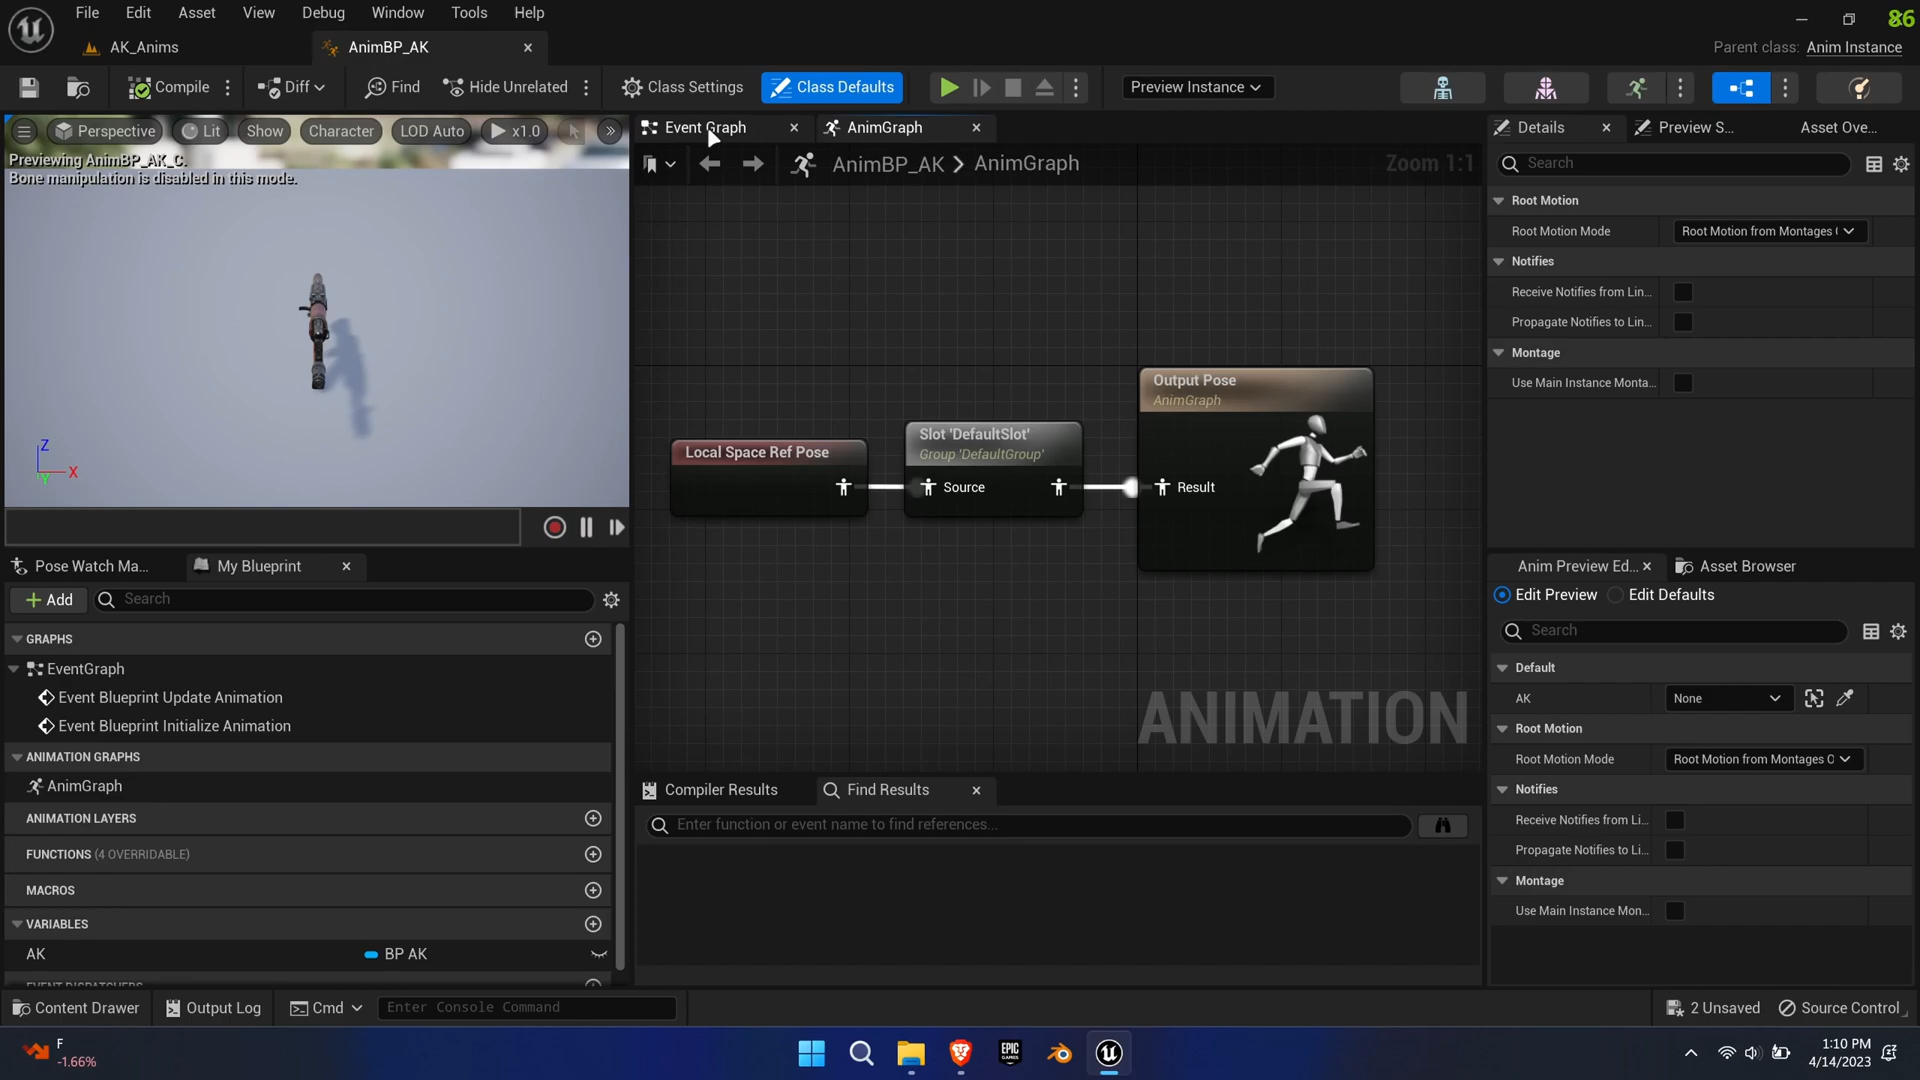 File Edit Asset View Debug Window Tools Help
86
AK_Anims
AnimBP_AK
Parent class: Anim Instance
Compile
Diff
Find
Hide Unrelated
Class Settings
Class Defaults
Preview Instance
Perspective
Lit
Show
Character
LOD Auto
x1.0
Previewing AnimBP_AK_C.
Bone manipulation is disabled in this mode.
Z
X
Y
Event Graph
AnimGraph
AnimBP_AK > AnimGraph
Zoom 1:1
Local Space Ref Pose
Slot 'DefaultSlot'
Group 'DefaultGroup'
Source
Output Pose
AnimGraph
Result
ANIMATION
Details
Preview S...
Asset Ove...
Search
Root Motion
Root Motion Mode
Root Motion from Montages (
Notifies
Receive Notifies from Lin...
Propagate Notifies to Lin...
Montage
Use Main Instance Monta...
Pose Watch Ma...
My Blueprint
Add
Search
GRAPHS
EventGraph
Event Blueprint Update Animation
Event Blueprint Initialize Animation
ANIMATION GRAPHS
AnimGraph
ANIMATION LAYERS
FUNCTIONS (4 OVERRIDABLE)
MACROS
VARIABLES
AK
BP AK
Compiler Results
Find Results
Enter function or event name to find references...
Anim Preview Ed...
Asset Browser
Edit Preview
Edit Defaults
Search
Default
AK
None
Root Motion
Root Motion Mode
Root Motion from Montages O
Notifies
Receive Notifies from Li...
Propagate Notifies to Li...
Montage
Use Main Instance Mon...
Content Drawer
Output Log
Cmd
Enter Console Command
2 Unsaved
Source Control
F
-1.66%
EPIC
GAMES
1:10 PM
4/14/2023